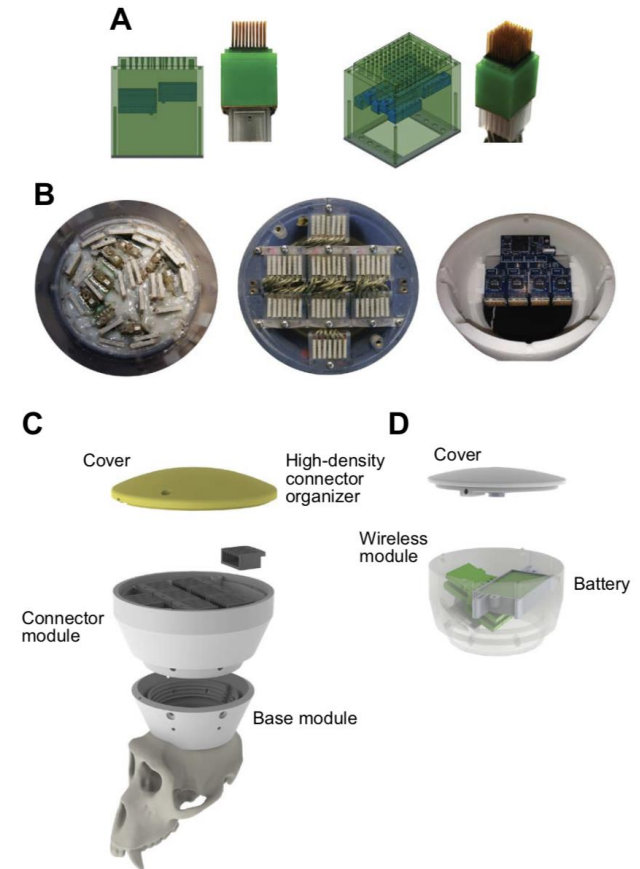 A
B
C
D
Cover
High-density
connector
organizer
Connector
module
Base module
Cover
Wireless
module
Battery